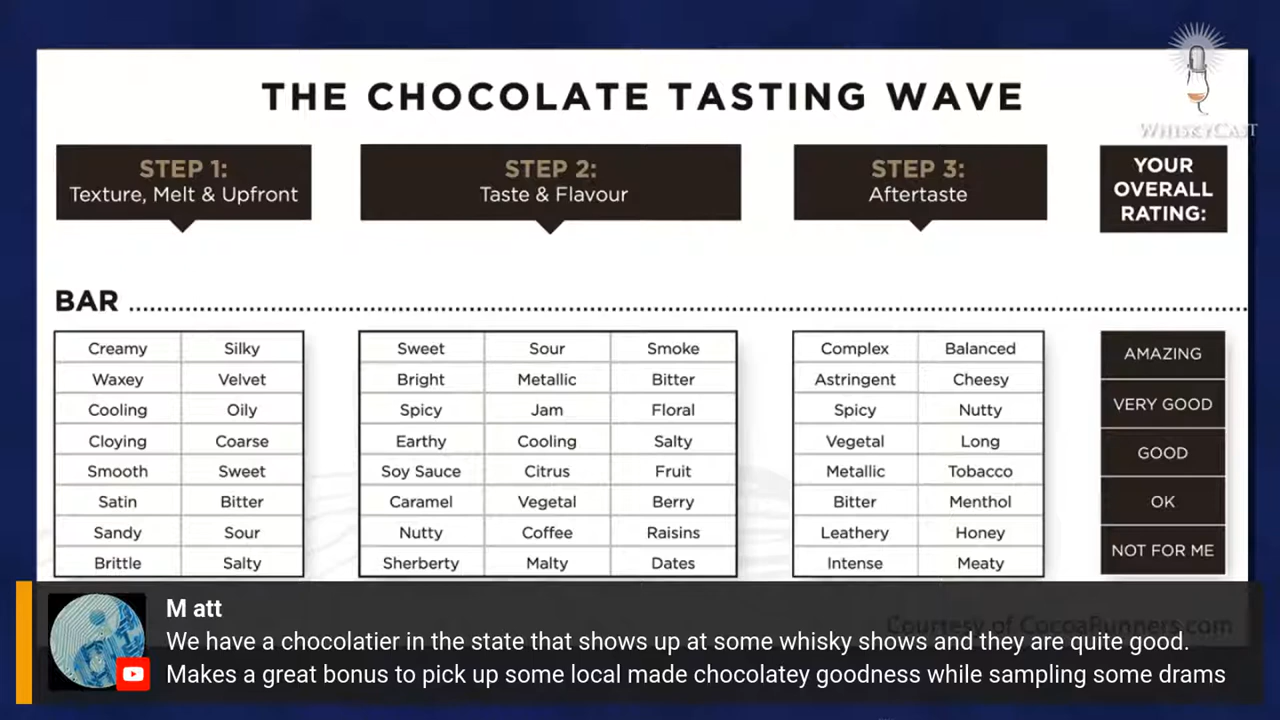 WHISKYCAST
THE CHOCOLATE TASTING WAVE
STEP 1:
Texture, Melt & Upfront
STEP 2:
Taste & Flavour
STEP 3:
Aftertaste
YOUR
OVERALL
RATING:
BAR
Creamy Silky
Waxey Velvet
Cooling Oily
Cloying Coarse
Smooth Sweet
Satin Bitter
Sandy Sour
Brittle Salty
Sweet Sour Smoke
Bright Metallic Bitter
Spicy Jam Floral
Earthy Cooling Salty
Soy Sauce Citrus Fruit
Caramel Vegetal Berry
Nutty Coffee Raisins
Sherberty Malty Dates
Complex Balanced
Astringent Cheesy
Spicy Nutty
Vegetal Long
Metallic Tobacco
Bitter Menthol
Leathery Honey
Intense Meaty
AMAZING
VERY GOOD
GOOD
OK
NOT FOR ME
Courtesy of CocoaRunners.com
M att
We have a chocolatier in the state that shows up at some whisky shows and they are quite good.
Makes a great bonus to pick up some local made chocolatey goodness while sampling some drams